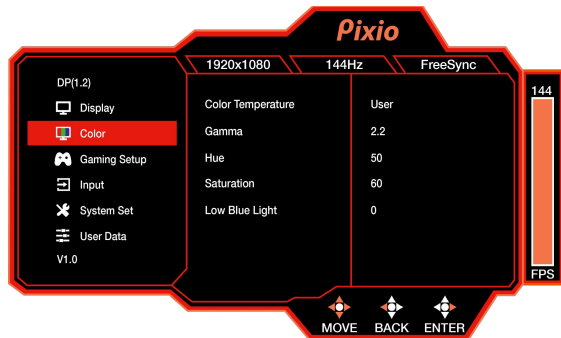 Pixio
1920x1080 144Hz FreeSync
DP(1.2)
Display
Color
Gaming Setup
Input
System Set
User Data
V1.0
Color Temperature User
Gamma 2.2
Hue 50
Saturation 60
Low Blue Light 0
144
FPS
MOVE BACK ENTER